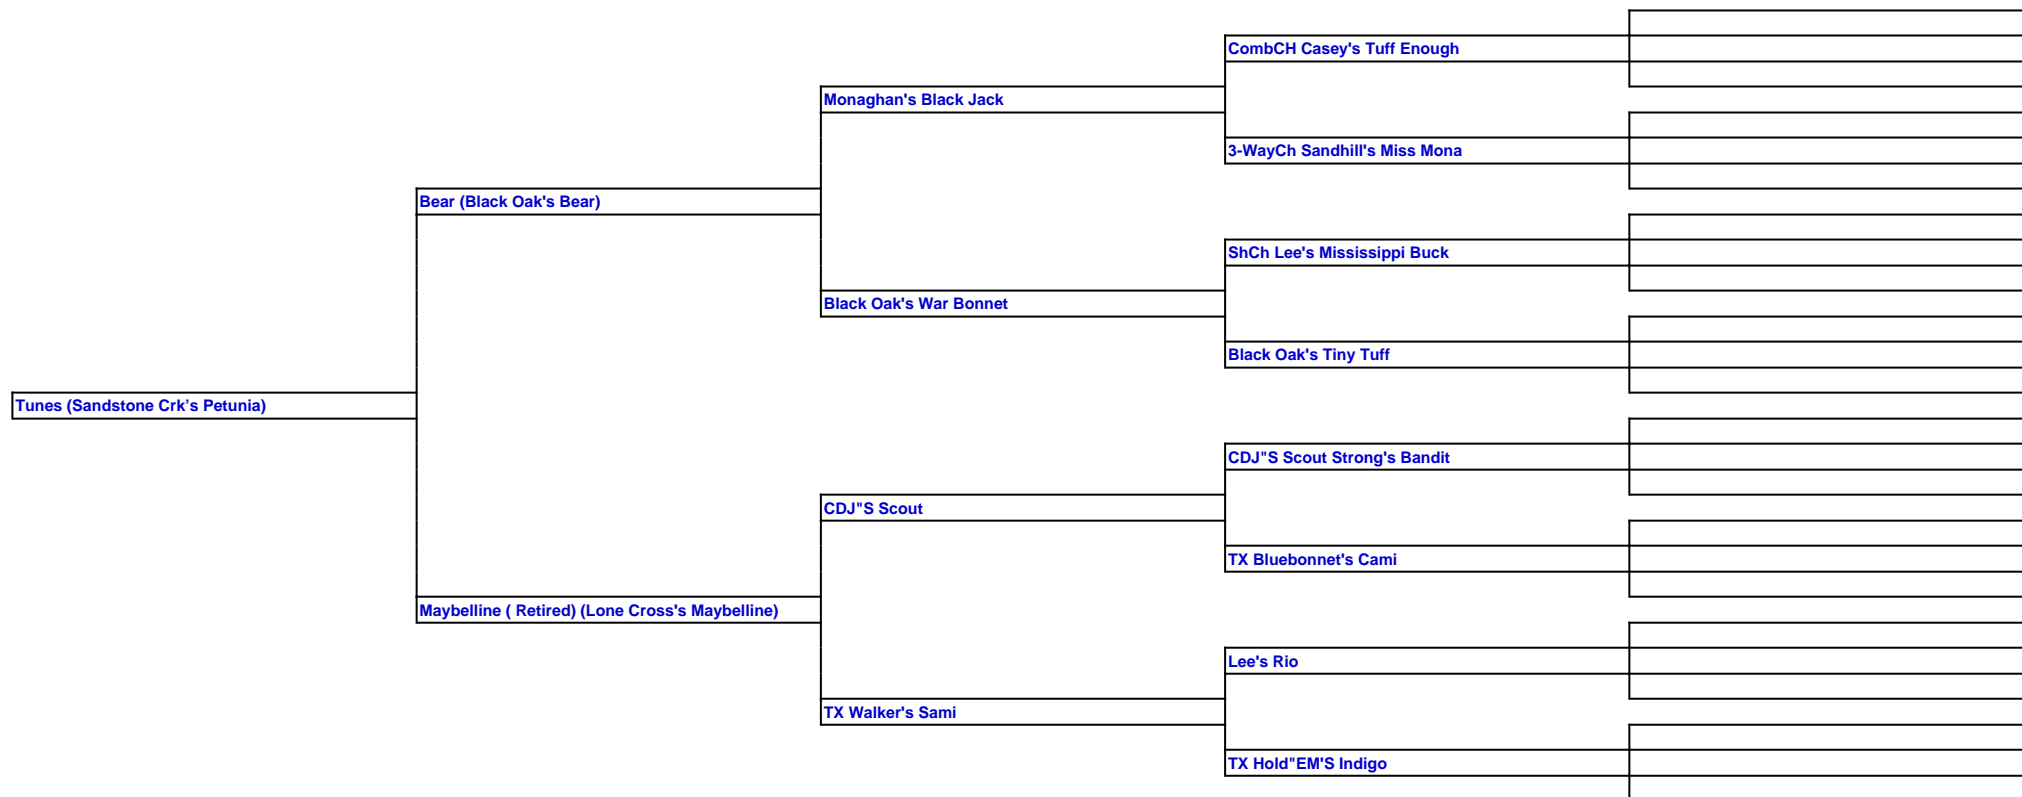 CombCH Casey's Tuff Enough
Monaghan's Black Jack
3-WayCh Sandhill's Miss Mona
Bear (Black Oak's Bear)
ShCh Lee's Mississippi Buck
Black Oak's War Bonnet
Black Oak's Tiny Tuff
Tunes (Sandstone Crk’s Petunia)
CDJ"S Scout Strong's Bandit
CDJ"S Scout
TX Bluebonnet's Cami
Maybelline ( Retired) (Lone Cross's Maybelline)
Lee's Rio
TX Walker's Sami
TX Hold"EM'S Indigo